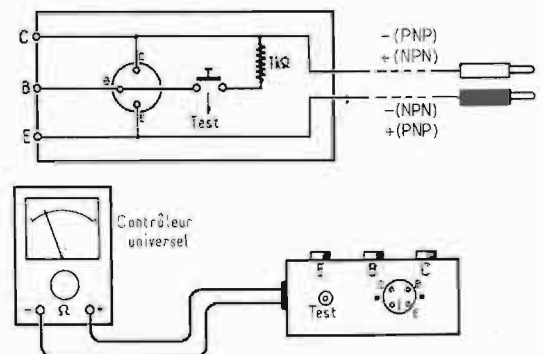 C
E
-(PNP)
+(NPN)
1kΩ
B
B
E
E
Test
-(NPN)
+(PNP)
Contrôleur
universel
- Ω +
E B C
Test
E